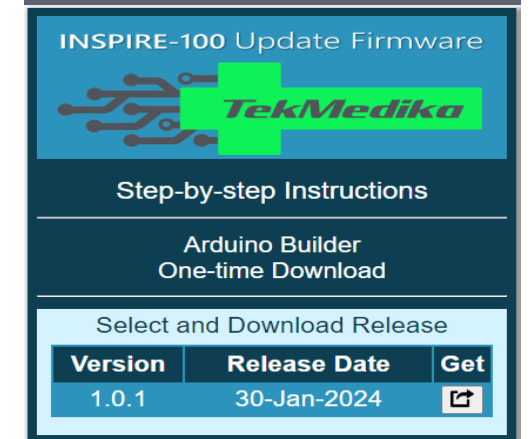 INSPIRE-100 Update Firmware
TekMedika
Step-by-step Instructions
Arduino Builder
One-time Download
Select and Download Release
Version Release Date Get
1.0.1 30-Jan-2024